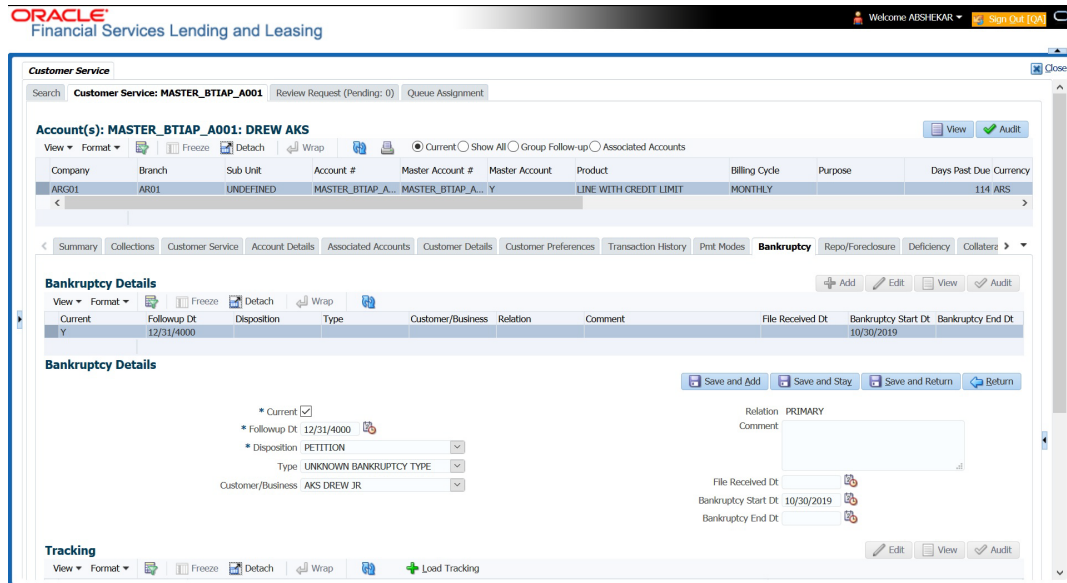 ORACLE
Financial Services Lending and Leasing
Welcome ABSHEKAR
Sign Out [QA]
Customer Service
Close
Search Customer Service: MASTER_BTIAP_A001 Review Request (Pending: 0) Queue Assignment
Account(s): MASTER_BTIAP_A001: DREW AKS
View Audit
View Format Freeze Detach Wrap Current Show All Group Follow-up Associated Accounts
Company Branch Sub Unit Account # Master Account # Master Account Product Billing Cycle Purpose Days Past Due Currency
ARG01 AR01 UNDEFINED MASTER_BTIAP_A... MASTER_BTIAP_A... Y LINE WITH CREDIT LIMIT MONTHLY 114 ARS
Summary Collections Customer Service Account Details Associated Accounts Customer Details Customer Preferences Transaction History Pmt Modes Bankruptcy Repo/Foreclosure Deficiency Collatera
Bankruptcy Details
Add Edit View Audit
View Format Freeze Detach Wrap
Current Followup Dt Disposition Type Customer/Business Relation Comment File Received Dt Bankruptcy Start Dt Bankruptcy End Dt
Y 12/31/4000 10/30/2019
Bankruptcy Details
Save and Add Save and Stay Save and Return Return
* Current
* Followup Dt 12/31/4000
* Disposition PETITION
Type UNKNOWN BANKRUPTCY TYPE
Customer/Business AKS DREW JR
Relation PRIMARY
Comment
File Received Dt
Bankruptcy Start Dt 10/30/2019
Bankruptcy End Dt
Tracking
Edit View Audit
View Format Freeze Detach Wrap Load Tracking